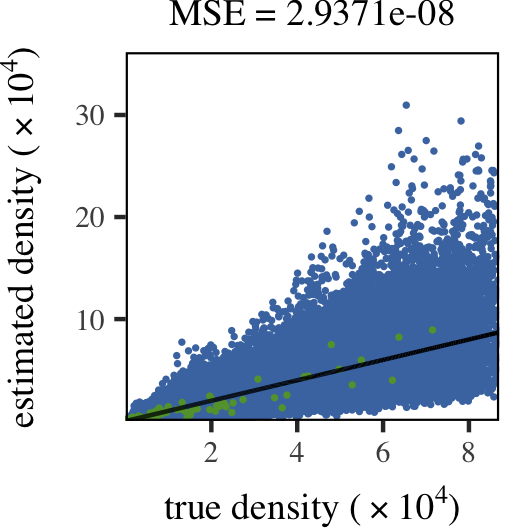 MSE = 2.9371e-08
estimated density ( × 10⁴)
30
20
10
2 4 6 8
true density ( × 10⁴)